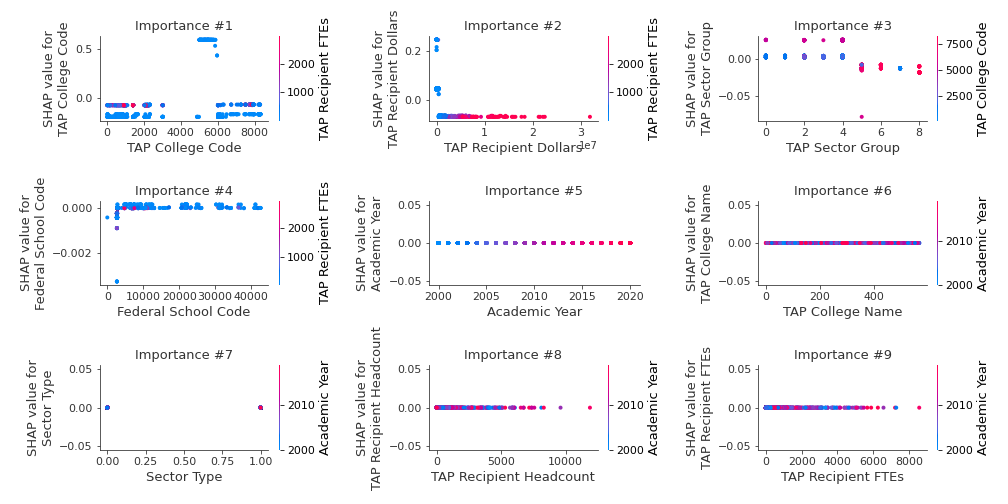 Importance #1
SHAP value for
TAP College Code
0.5
0.0
0 2000 4000 6000 8000
TAP College Code
2000
1000
TAP Recipient FTEs
Importance #2
SHAP value for
TAP Recipient Dollars
0.2
0.0
0 1 2 3
1e7
TAP Recipient Dollars
2000
1000
TAP Recipient FTEs
Importance #3
SHAP value for
TAP Sector Group
0.00
−0.05
0 2 4 6 8
TAP Sector Group
7500
5000
2500
TAP College Code
Importance #4
SHAP value for
Federal School Code
0.000
−0.002
0 10000 20000 30000 40000
Federal School Code
2000
1000
TAP Recipient FTEs
Importance #5
SHAP value for
Academic Year
0.05
0.00
−0.05
2000 2005 2010 2015 2020
Academic Year
Importance #6
SHAP value for
TAP College Name
0.05
0.00
−0.05
0 200 400
TAP College Name
2010
2000
Academic Year
Importance #7
SHAP value for
Sector Type
0.05
0.00
−0.05
0.00 0.25 0.50 0.75 1.00
Sector Type
2010
2000
Academic Year
Importance #8
SHAP value for
TAP Recipient Headcount
0.05
0.00
−0.05
0 5000 10000
TAP Recipient Headcount
2010
2000
Academic Year
Importance #9
SHAP value for
TAP Recipient FTEs
0.05
0.00
−0.05
0 2000 4000 6000 8000
TAP Recipient FTEs
2010
2000
Academic Year